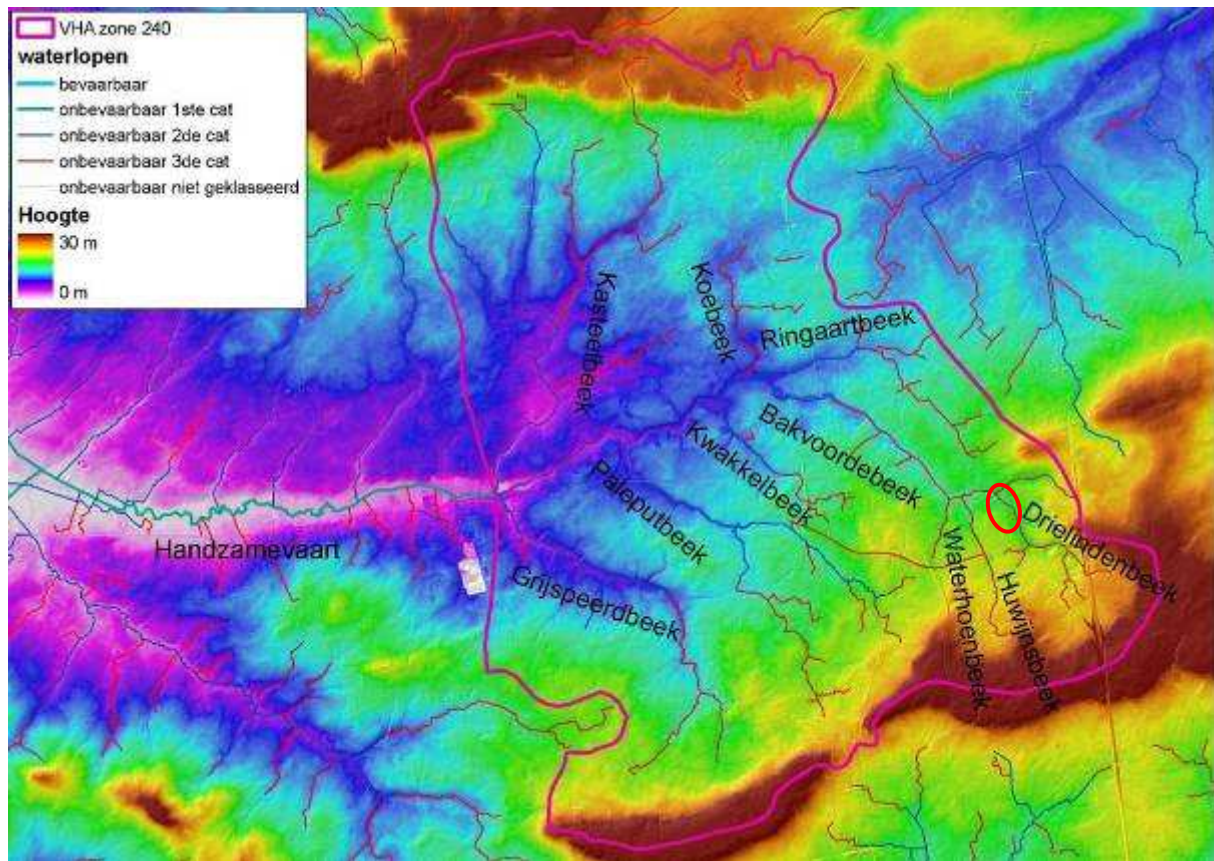 VHA zone 240
waterlopen
bevaarbaar
onbevaarbaar 1ste cat
onbevaarbaar 2de cat
onbevaarbaar 3de cat
onbevaarbaar niet geklasseerd
Hoogte
30 m
0 m
Kasteelbeek
Koebeek
Ringaartbeek
Bakvoordebeek
Kwakkelbeek
Paleputbeek
Drielindenbeek
Handzamevaart
Grijspeerdbeek
Waterhoenbeek
Huwijnsbeek